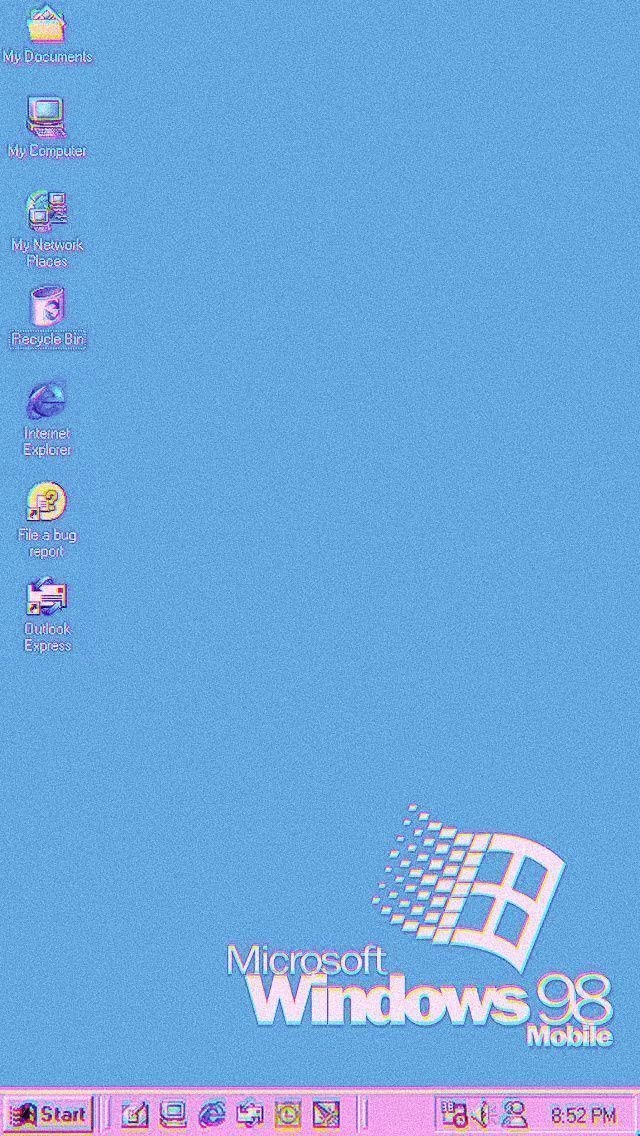 My Documents
My Computer
My Network
Places
Recycle Bin
Internet
Explorer
File a bug
report
Outlook
Express
Microsoft
Windows 98
Mobile
Start
8:52 PM